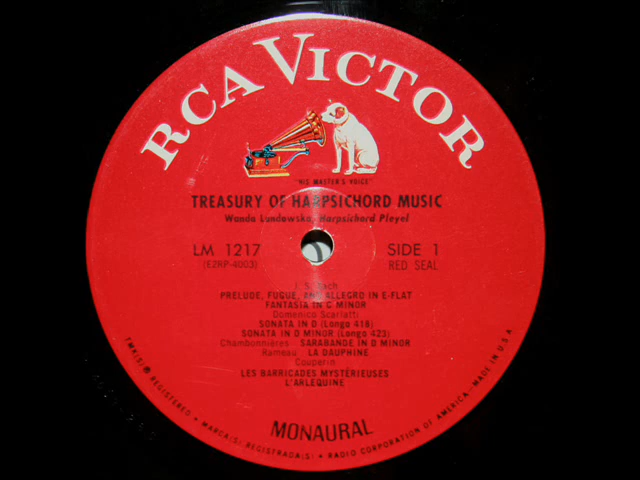 RCA VICTOR
"HIS MASTER'S VOICE"
TREASURY OF HARPSICHORD MUSIC
Wanda Landowska, Harpsichord Pleyel
LM 1217
(E2RP-4003)
SIDE 1
RED SEAL
J. S. Bach
PRELUDE, FUGUE, AND ALLEGRO IN E-FLAT
FANTASIA IN C MINOR
Domenico Scarlatti
SONATA IN D (Longo 418)
SONATA IN D MINOR (Longo 423)
Chambonnières - SARABANDE IN D MINOR
Rameau - LA DAUPHINE
Couperin
LES BARRICADES MYSTÉRIEUSES
L'ARLEQUINE
MONAURAL
TMK(S) ® REGISTERED • MARCA(S) REGISTRADA(S) • RADIO CORPORATION OF AMERICA - MADE IN U.S.A.